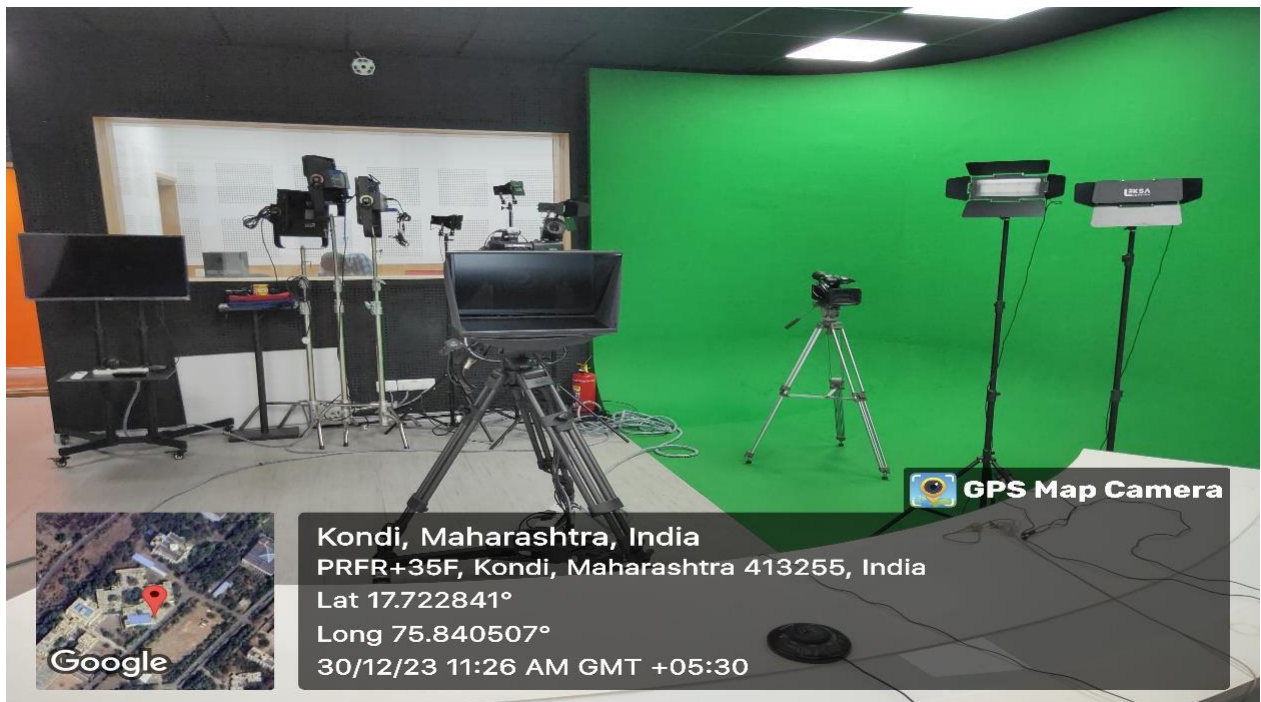 EKSA
GPS Map Camera
Kondi, Maharashtra, India
PRFR+35F, Kondi, Maharashtra 413255, India
Lat 17.722841°
Long 75.840507°
30/12/23 11:26 AM GMT +05:30
Google